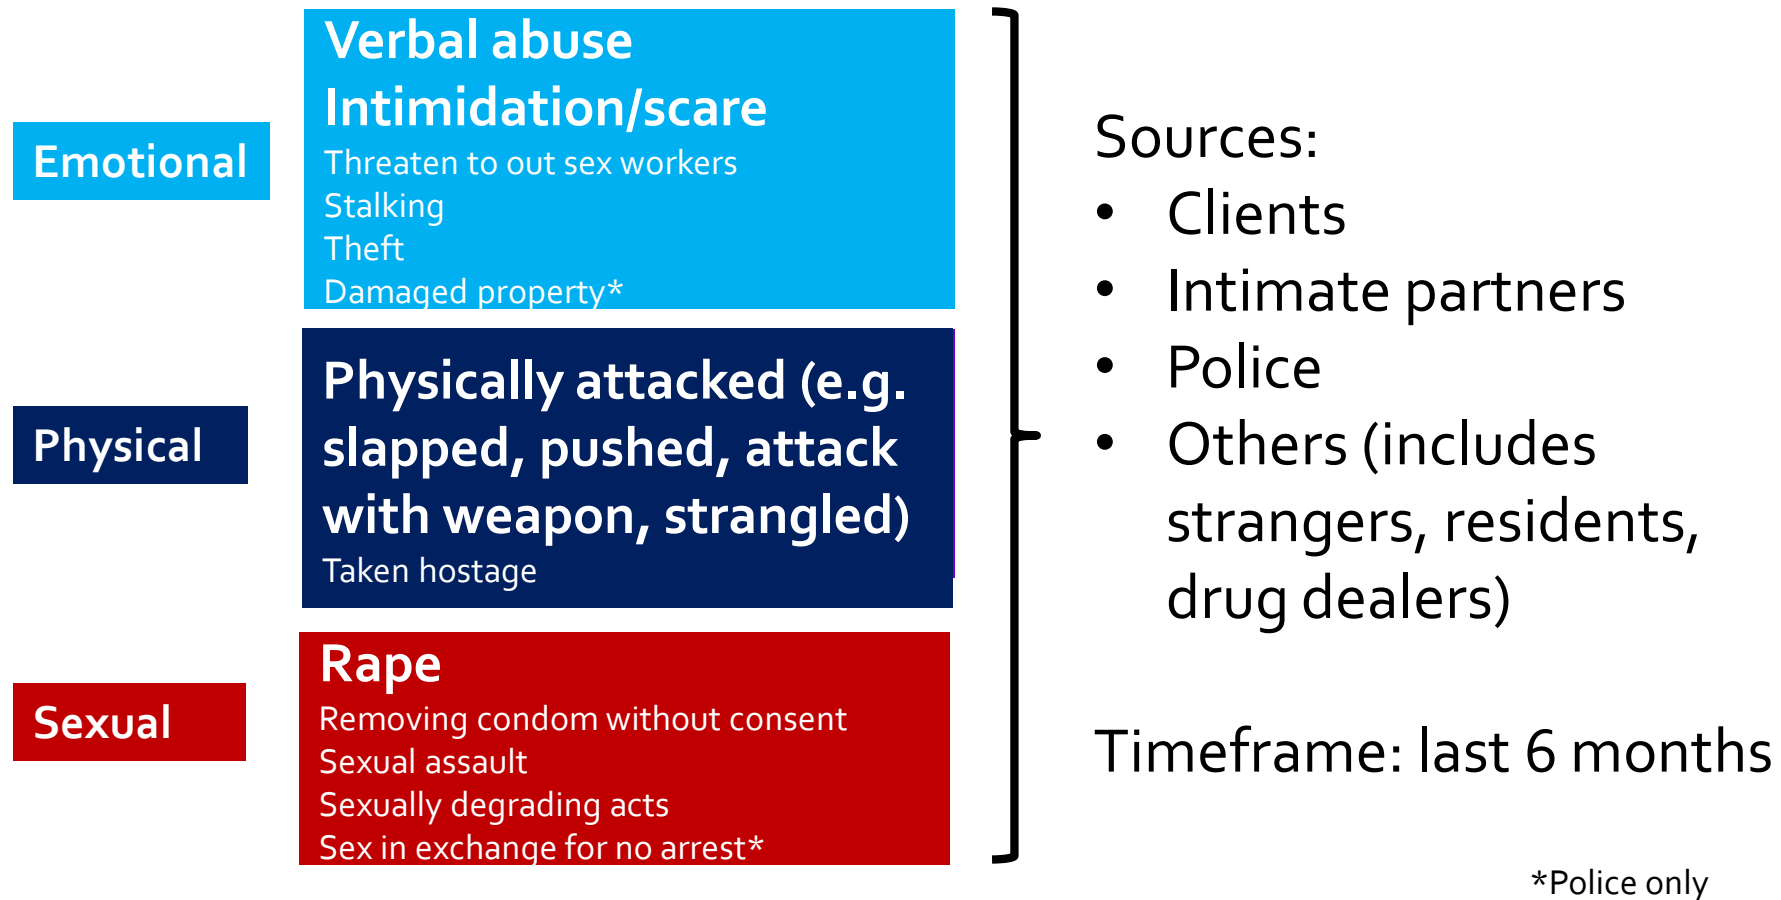 Emotional
Verbal abuse
Intimidation/scare
Threaten to out sex workers
Stalking
Theft
Damaged property*
Physical
Physically attacked (e.g.
slapped, pushed, attack
with weapon, strangled)
Taken hostage
Sexual
Rape
Removing condom without consent
Sexual assault
Sexually degrading acts
Sex in exchange for no arrest*
Sources:
• Clients
• Intimate partners
• Police
• Others (includes
strangers, residents,
drug dealers)
Timeframe: last 6 months
*Police only